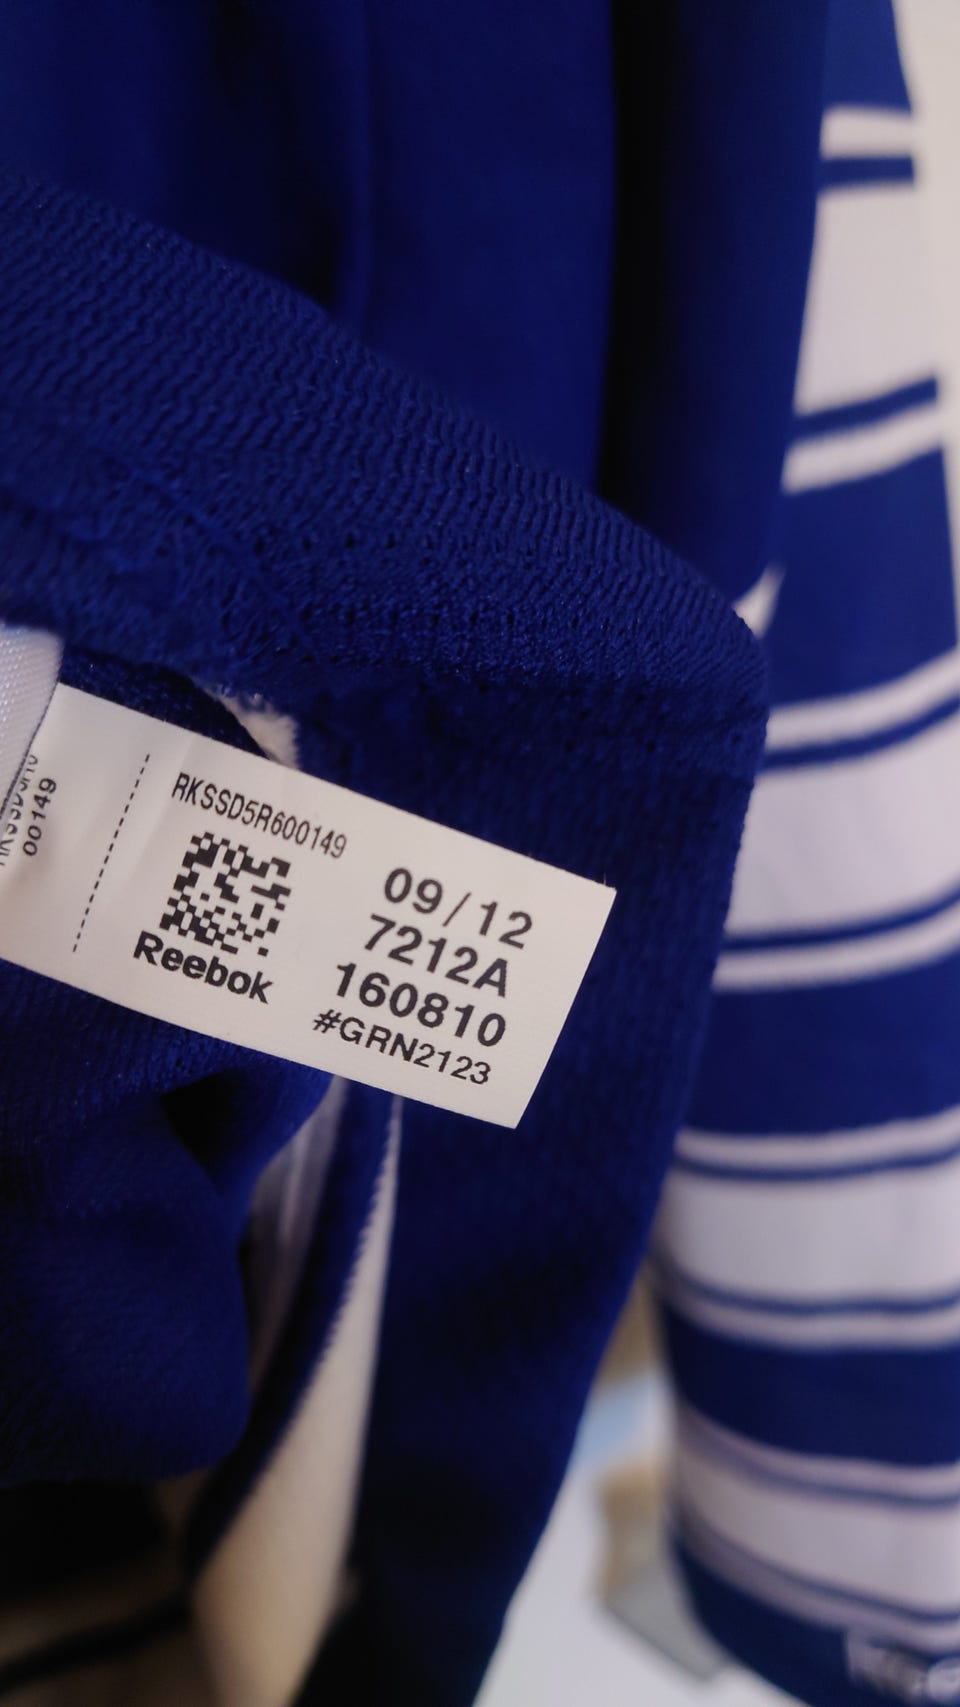 00149
RKSSD5R600149
Reebok
09/12
7212A
160810
#GRN2123